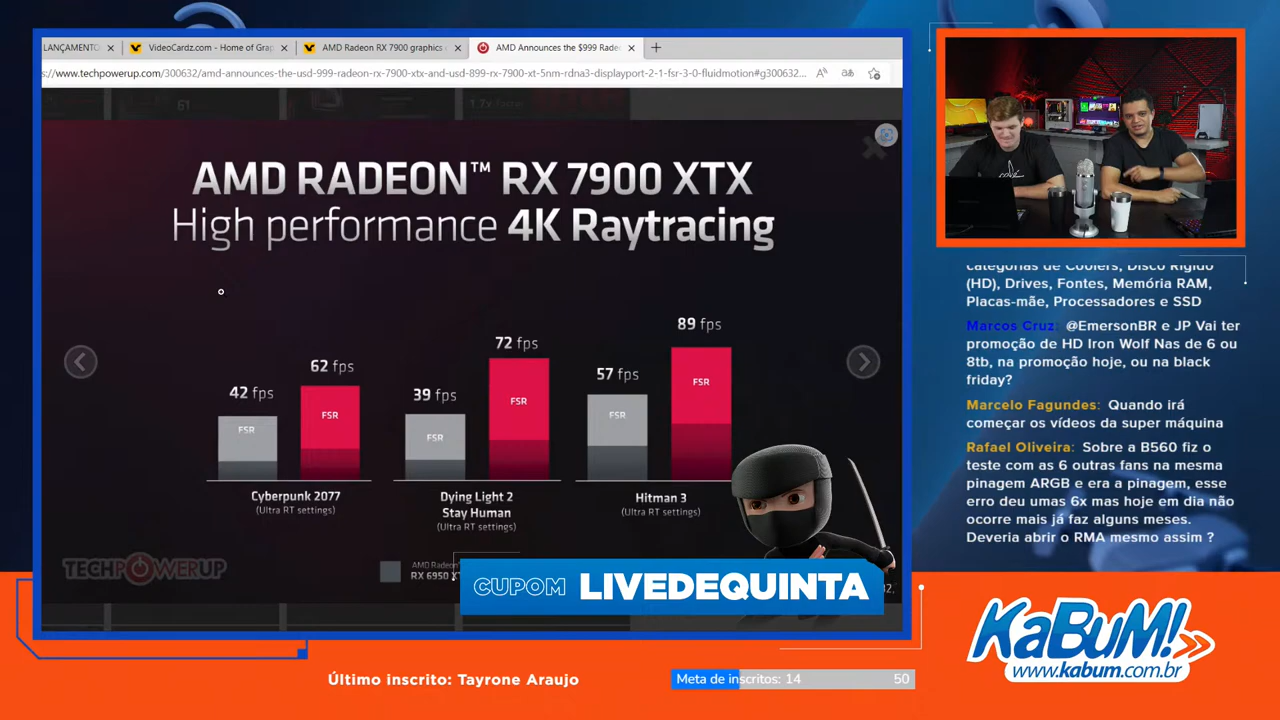 LANÇAMENTO
VideoCardz.com - Home of Grap
AMD Radeon RX 7900 graphics
AMD Announces the $999 Rade
://www.techpowerup.com/300632/amd-announces-the-usd-999-radeon-rx-7900-xtx-and-usd-899-rx-7900-xt-5nm-rdna3-displayport-2-1-fsr-3-0-fluidmotion#g300632...
61
1.7x Faster
AMD RADEON™ RX 7900 XTX
High performance 4K Raytracing
42 fps
62 fps
39 fps
72 fps
57 fps
89 fps
FSR
FSR
FSR
FSR
FSR
FSR
Cyberpunk 2077
(Ultra RT settings)
Dying Light 2
Stay Human
(Ultra RT settings)
Hitman 3
(Ultra RT settings)
TECHPOWERUP
AMD Radeon
RX 6950 XT
CUPOM LIVEDEQUINTA
categorias de Coolers, Disco Rígido
(HD), Drives, Fontes, Memória RAM,
Placas-mãe, Processadores e SSD
Marcos Cruz: @EmersonBR e JP Vai ter
promoção de HD Iron Wolf Nas de 6 ou
8tb, na promoção hoje, ou na black
friday?
Marcelo Fagundes: Quando irá
começar os vídeos da super máquina
Rafael Oliveira: Sobre a B560 fiz o
teste com as 6 outras fans na mesma
pinagem ARGB e era a pinagem, esse
erro deu umas 6x mas hoje em dia não
ocorre mais já faz alguns meses.
Deveria abrir o RMA mesmo assim ?
KaBuM!
www.kabum.com.br
Último inscrito: Tayrone Araujo
Meta de inscritos: 14
50